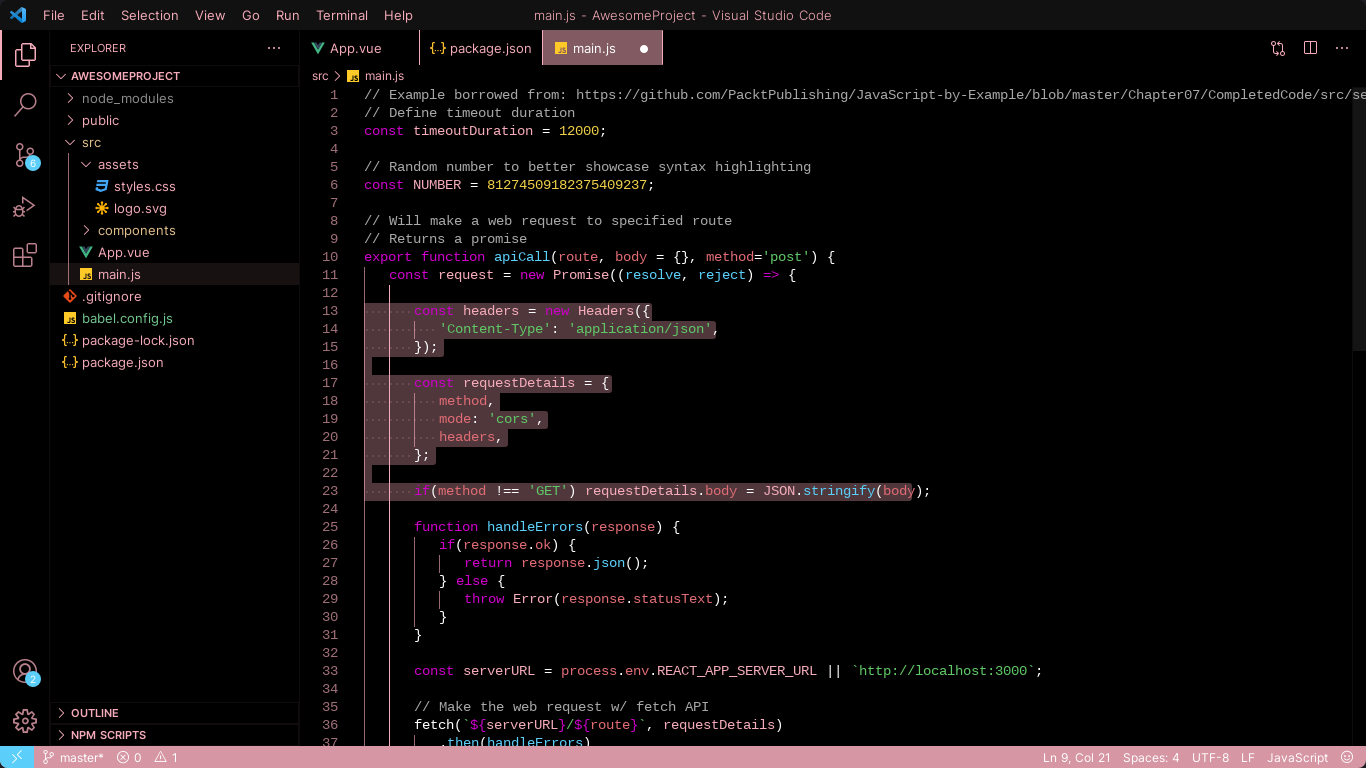 File Edit Selection View Go Run Terminal Help
main.js - AwesomeProject - Visual Studio Code
EXPLORER
AWESOMEPROJECT
node_modules
public
src
assets
styles.css
logo.svg
components
App.vue
main.js
.gitignore
babel.config.js
package-lock.json
package.json
OUTLINE
NPM SCRIPTS
6
2
App.vue
package.json
main.js
src > main.js
1 // Example borrowed from: https://github.com/PacktPublishing/JavaScript-by-Example/blob/master/Chapter07/CompletedCode/src/se
2 // Define timeout duration
3 const timeoutDuration = 12000;
4
5 // Random number to better showcase syntax highlighting
6 const NUMBER = 81274509182375409237;
7
8 // Will make a web request to specified route
9 // Returns a promise
10 export function apiCall(route, body = {}, method='post') {
11 const request = new Promise((resolve, reject) => {
12
13 const headers = new Headers({
14 'Content-Type': 'application/json',
15 });
16
17 const requestDetails = {
18 method,
19 mode: 'cors',
20 headers,
21 };
22
23 if(method !== 'GET') requestDetails.body = JSON.stringify(body);
24
25 function handleErrors(response) {
26 if(response.ok) {
27 return response.json();
28 } else {
29 throw Error(response.statusText);
30 }
31 }
32
33 const serverURL = process.env.REACT_APP_SERVER_URL || `http://localhost:3000`;
34
35 // Make the web request w/ fetch API
36 fetch(`${serverURL}/${route}`, requestDetails)
37 .then(handleErrors)
master* 0 1
Ln 9, Col 21 Spaces: 4 UTF-8 LF JavaScript